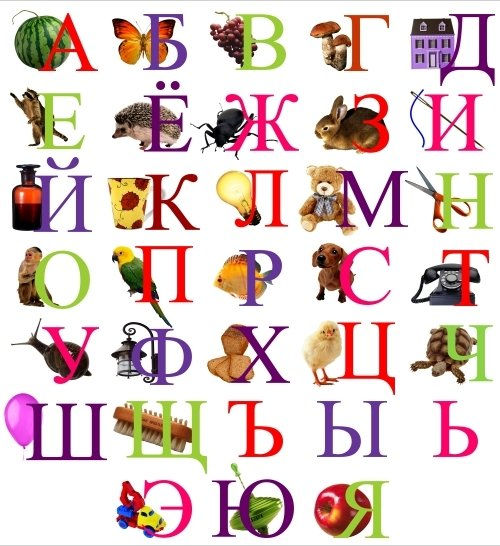 А Б В Г Д
Е Ё Ж З И
Й К Л М Н
О П Р С Т
У Ф Х Ц Ч
Ш Щ Ъ Ы Ь
Э Ю Я